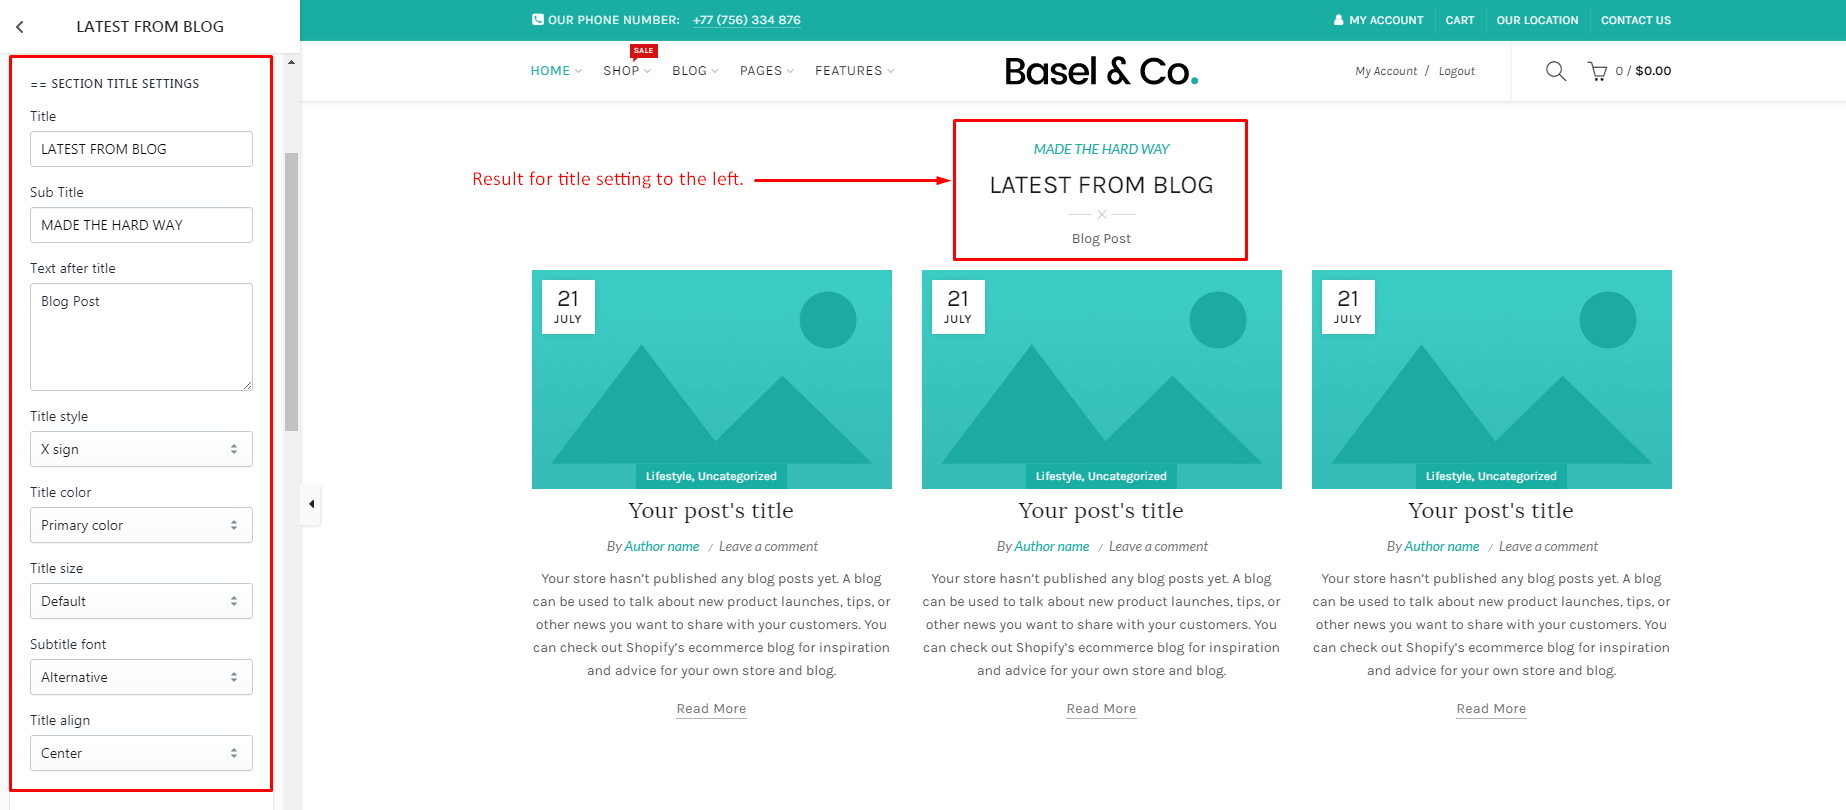 LATEST FROM BLOG
== SECTION TITLE SETTINGS
Title
LATEST FROM BLOG
Sub Title
MADE THE HARD WAY
Text after title
Blog Post
Title style
X sign
Title color
Primary color
Title size
Default
Subtitle font
Alternative
Title align
Center
OUR PHONE NUMBER: +77 (756) 334 876
MY ACCOUNT CART OUR LOCATION CONTACT US
SALE
HOME SHOP BLOG PAGES FEATURES
Basel & Co.
My Account / Logout
0 / $0.00
Result for title setting to the left.
MADE THE HARD WAY
LATEST FROM BLOG
Blog Post
21
JULY
Lifestyle, Uncategorized
Your post's title
By Author name / Leave a comment
Your store hasn’t published any blog posts yet. A blog
can be used to talk about new product launches, tips, or
other news you want to share with your customers. You
can check out Shopify’s ecommerce blog for inspiration
and advice for your own store and blog.
Read More
21
JULY
Lifestyle, Uncategorized
Your post's title
By Author name / Leave a comment
Your store hasn’t published any blog posts yet. A blog
can be used to talk about new product launches, tips, or
other news you want to share with your customers. You
can check out Shopify’s ecommerce blog for inspiration
and advice for your own store and blog.
Read More
21
JULY
Lifestyle, Uncategorized
Your post's title
By Author name / Leave a comment
Your store hasn’t published any blog posts yet. A blog
can be used to talk about new product launches, tips, or
other news you want to share with your customers. You
can check out Shopify’s ecommerce blog for inspiration
and advice for your own store and blog.
Read More